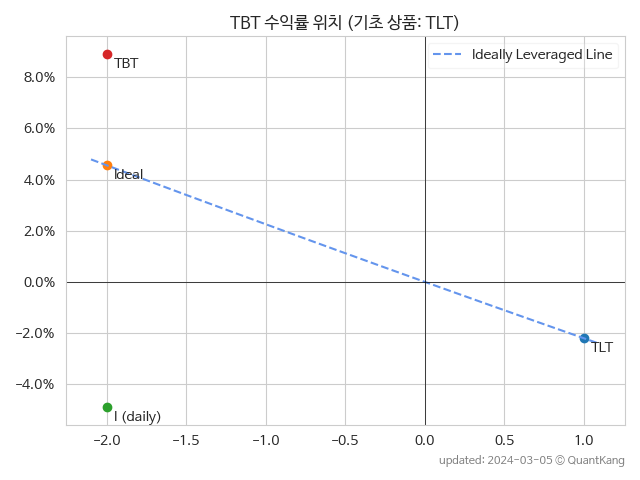 TBT 수익률 위치 (기초 상품: TLT)
Ideally Leveraged Line
8.0%
6.0%
4.0%
2.0%
0.0%
−2.0%
−4.0%
TBT
Ideal
TLT
I (daily)
−2.0 −1.5 −1.0 −0.5 0.0 0.5 1.0
updated: 2024-03-05 © QuantKang